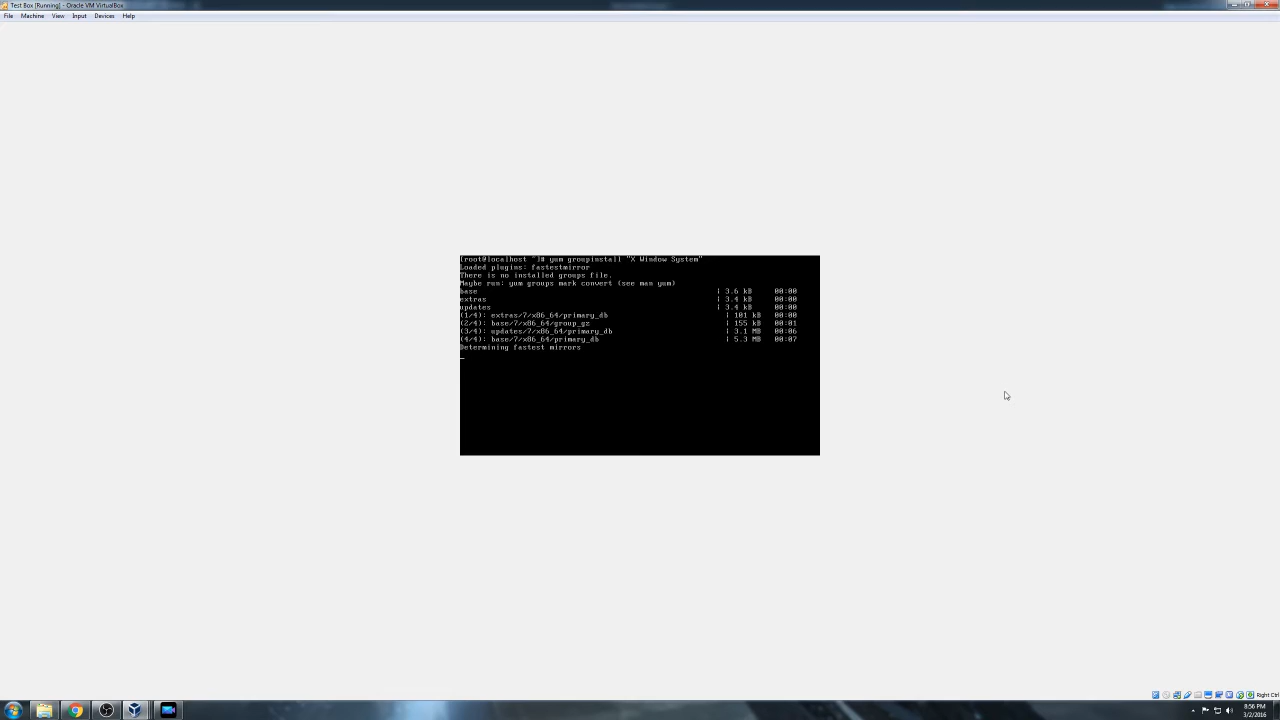 Test Box [Running] - Oracle VM VirtualBox
File Machine View Input Devices Help
[root@localhost ~]# yum groupinstall "X Window System"
Loaded plugins: fastestmirror
There is no installed groups file.
Maybe run: yum groups mark convert (see man yum)
base | 3.6 kB 00:00
extras | 3.4 kB 00:00
updates | 3.4 kB 00:00
(1/4): extras/7/x86_64/primary_db | 101 kB 00:00
(2/4): base/7/x86_64/group_gz | 155 kB 00:01
(3/4): updates/7/x86_64/primary_db | 3.1 MB 00:06
(4/4): base/7/x86_64/primary_db | 5.3 MB 00:07
Determining fastest mirrors
_
Right Ctrl
8:56 PM
3/2/2016